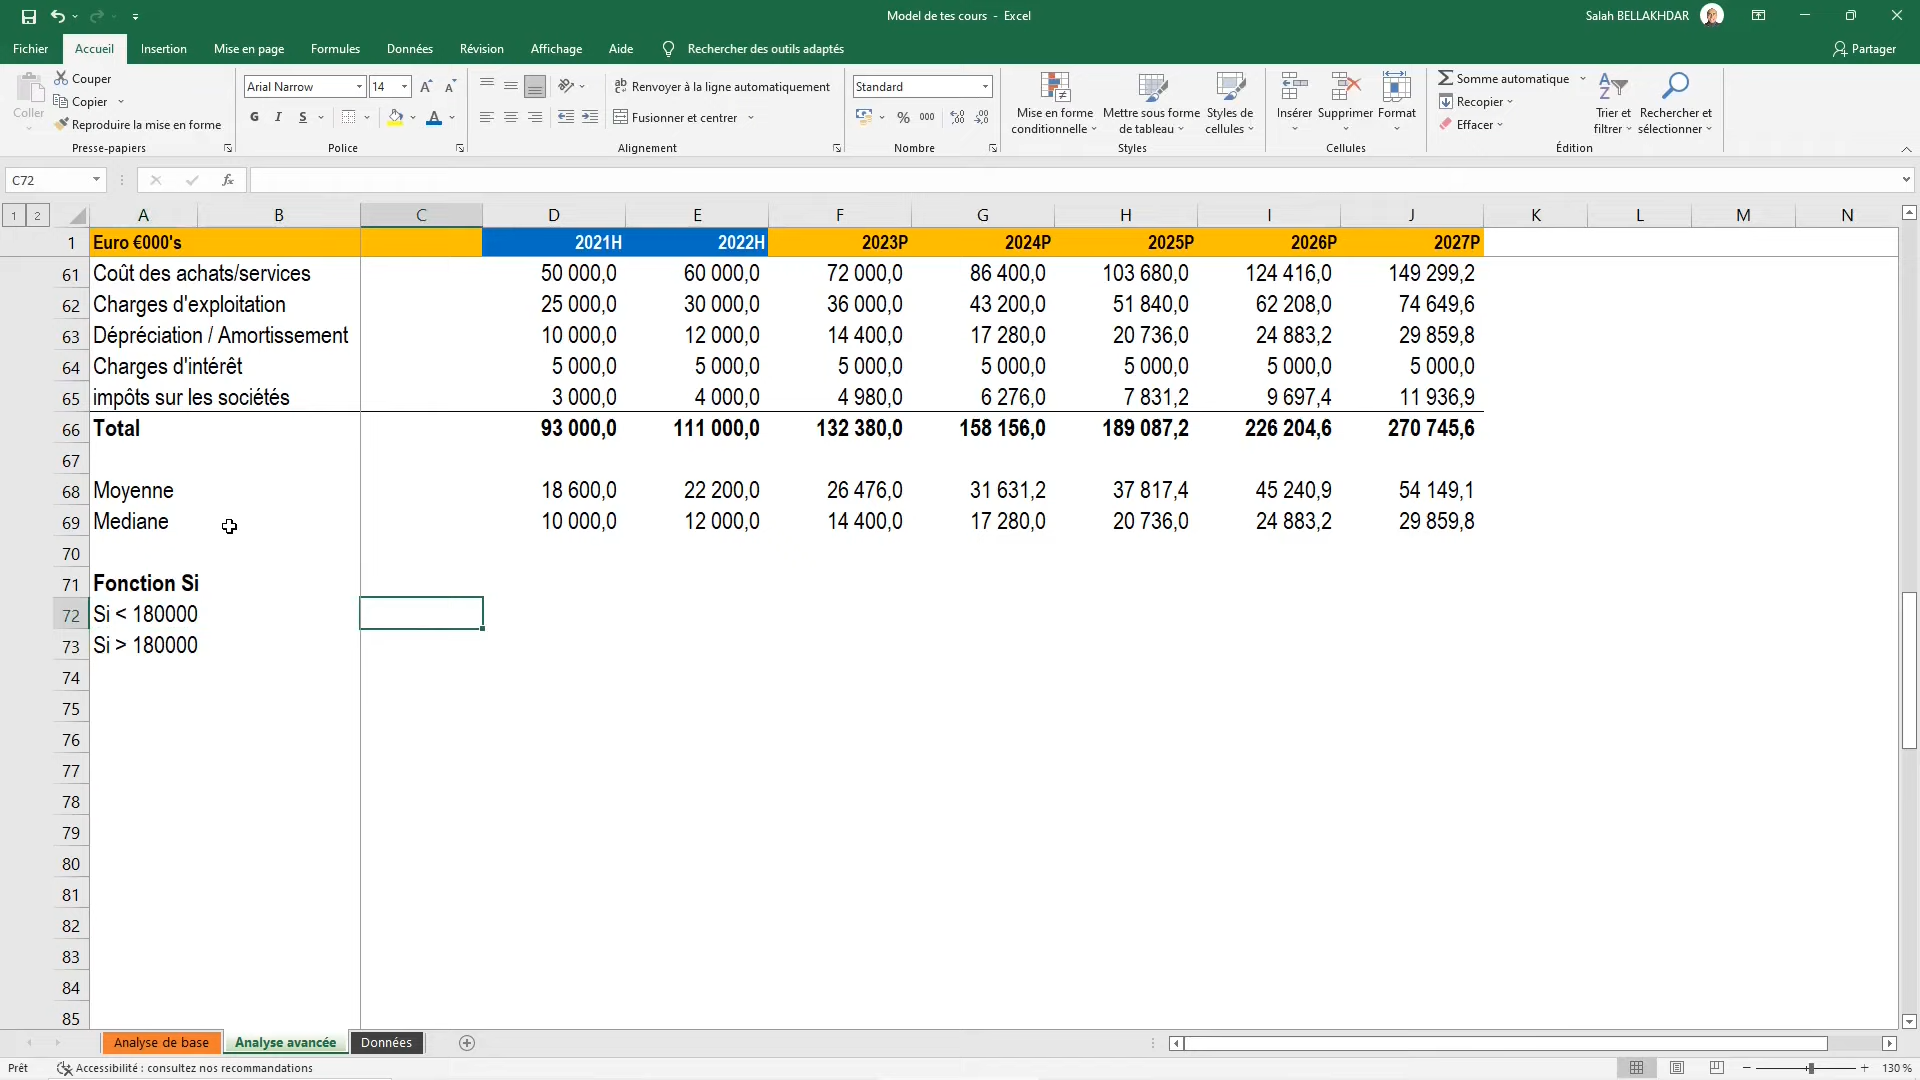 Model de tes cours - Excel
Salah BELLAKHDAR
Fichier Accueil Insertion Mise en page Formules Données Révision Affichage Aide Rechercher des outils adaptés Partager
Coller
Couper
Copier
Reproduire la mise en forme
Presse-papiers
Arial Narrow 14
G I S
Police
Renvoyer à la ligne automatiquement
Fusionner et centrer
Alignement
Standard
% 000
Nombre
Mise en forme conditionnelle
Mettre sous forme de tableau
Styles de cellules
Styles
Insérer Supprimer Format
Cellules
Somme automatique
Recopier
Effacer
Trier et filtrer
Rechercher et sélectionner
Édition
C72 fx
1 2 A B C D E F G H I J K L M N
1 Euro €000's 2021H 2022H 2023P 2024P 2025P 2026P 2027P
61 Coût des achats/services 50 000,0 60 000,0 72 000,0 86 400,0 103 680,0 124 416,0 149 299,2
62 Charges d'exploitation 25 000,0 30 000,0 36 000,0 43 200,0 51 840,0 62 208,0 74 649,6
63 Dépréciation / Amortissement 10 000,0 12 000,0 14 400,0 17 280,0 20 736,0 24 883,2 29 859,8
64 Charges d'intérêt 5 000,0 5 000,0 5 000,0 5 000,0 5 000,0 5 000,0 5 000,0
65 impôts sur les sociétés 3 000,0 4 000,0 4 980,0 6 276,0 7 831,2 9 697,4 11 936,9
66 Total 93 000,0 111 000,0 132 380,0 158 156,0 189 087,2 226 204,6 270 745,6
67
68 Moyenne 18 600,0 22 200,0 26 476,0 31 631,2 37 817,4 45 240,9 54 149,1
69 Mediane 10 000,0 12 000,0 14 400,0 17 280,0 20 736,0 24 883,2 29 859,8
70
71 Fonction Si
72 Si < 180000
73 Si > 180000
74
75
76
77
78
79
80
81
82
83
84
85
Analyse de base Analyse avancée Données
Prêt Accessibilité : consultez nos recommandations 130 %